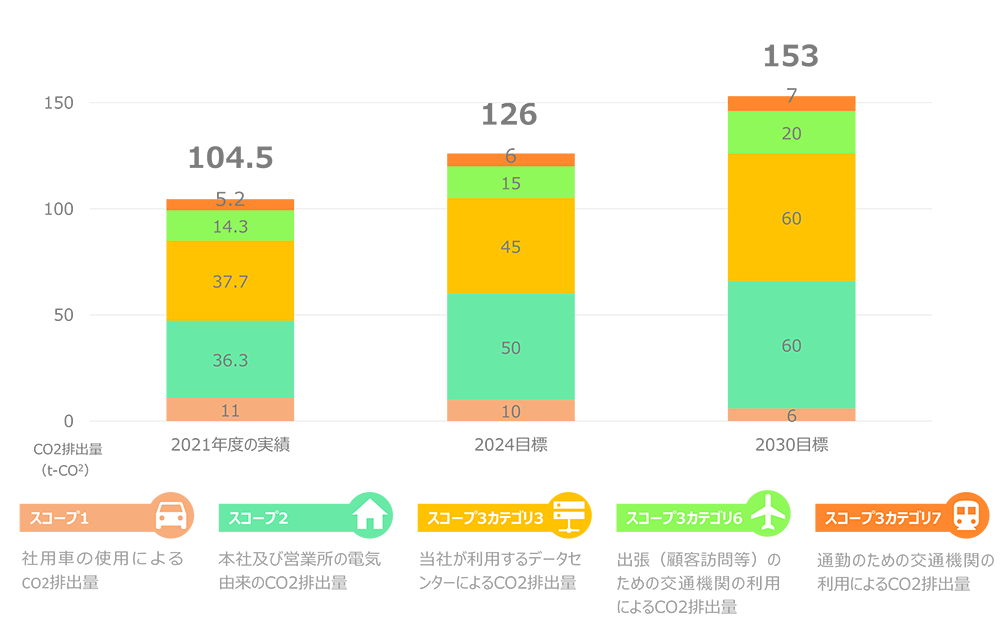 153
150
7
126
20
6
104.5
15
5.2
100
14.3
60
45
37.7
50
50
60
36.3
11
10
6
0
CO2排出量
(t-CO²)
2021年度の実績
2024目標
2030目標
スコープ1
社用車の使用による
CO2排出量
スコープ2
本社及び営業所の電気
由来のCO2排出量
スコープ3カテゴリ3
当社が利用するデータセ
ンターによるCO2排出量
スコープ3カテゴリ6
出張（顧客訪問等）の
ための交通機関の利用
によるCO2排出量
スコープ3カテゴリ7
通勤のための交通機関の
利用によるCO2排出量